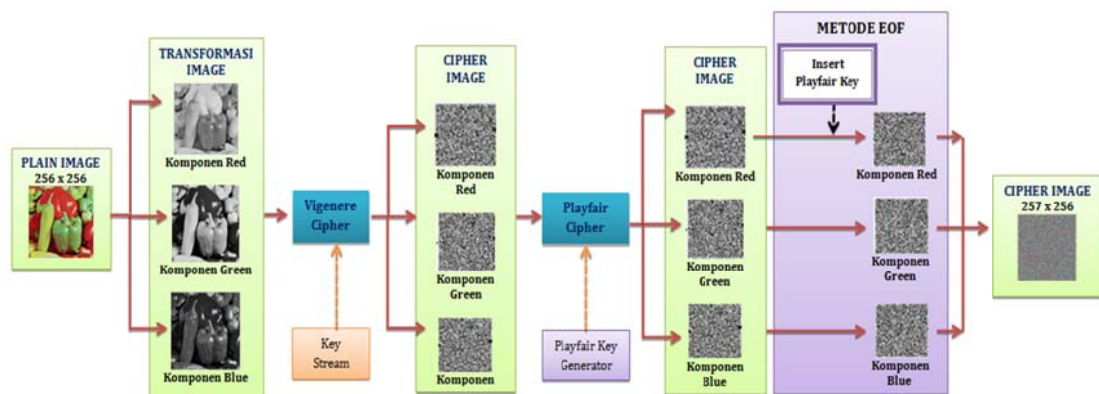 PLAIN IMAGE
256 x 256
TRANSFORMASI
IMAGE
Komponen Red
Komponen Green
Komponen Blue
Vigenere
Cipher
Key
Stream
CIPHER
IMAGE
Komponen
Red
Komponen
Green
Komponen
Playfair
Cipher
Playfair Key
Generator
CIPHER
IMAGE
Komponen Red
Komponen
Green
Komponen
Blue
METODE EOF
Insert
Playfair Key
Komponen Red
Komponen
Green
Komponen
Blue
CIPHER IMAGE
257 x 256